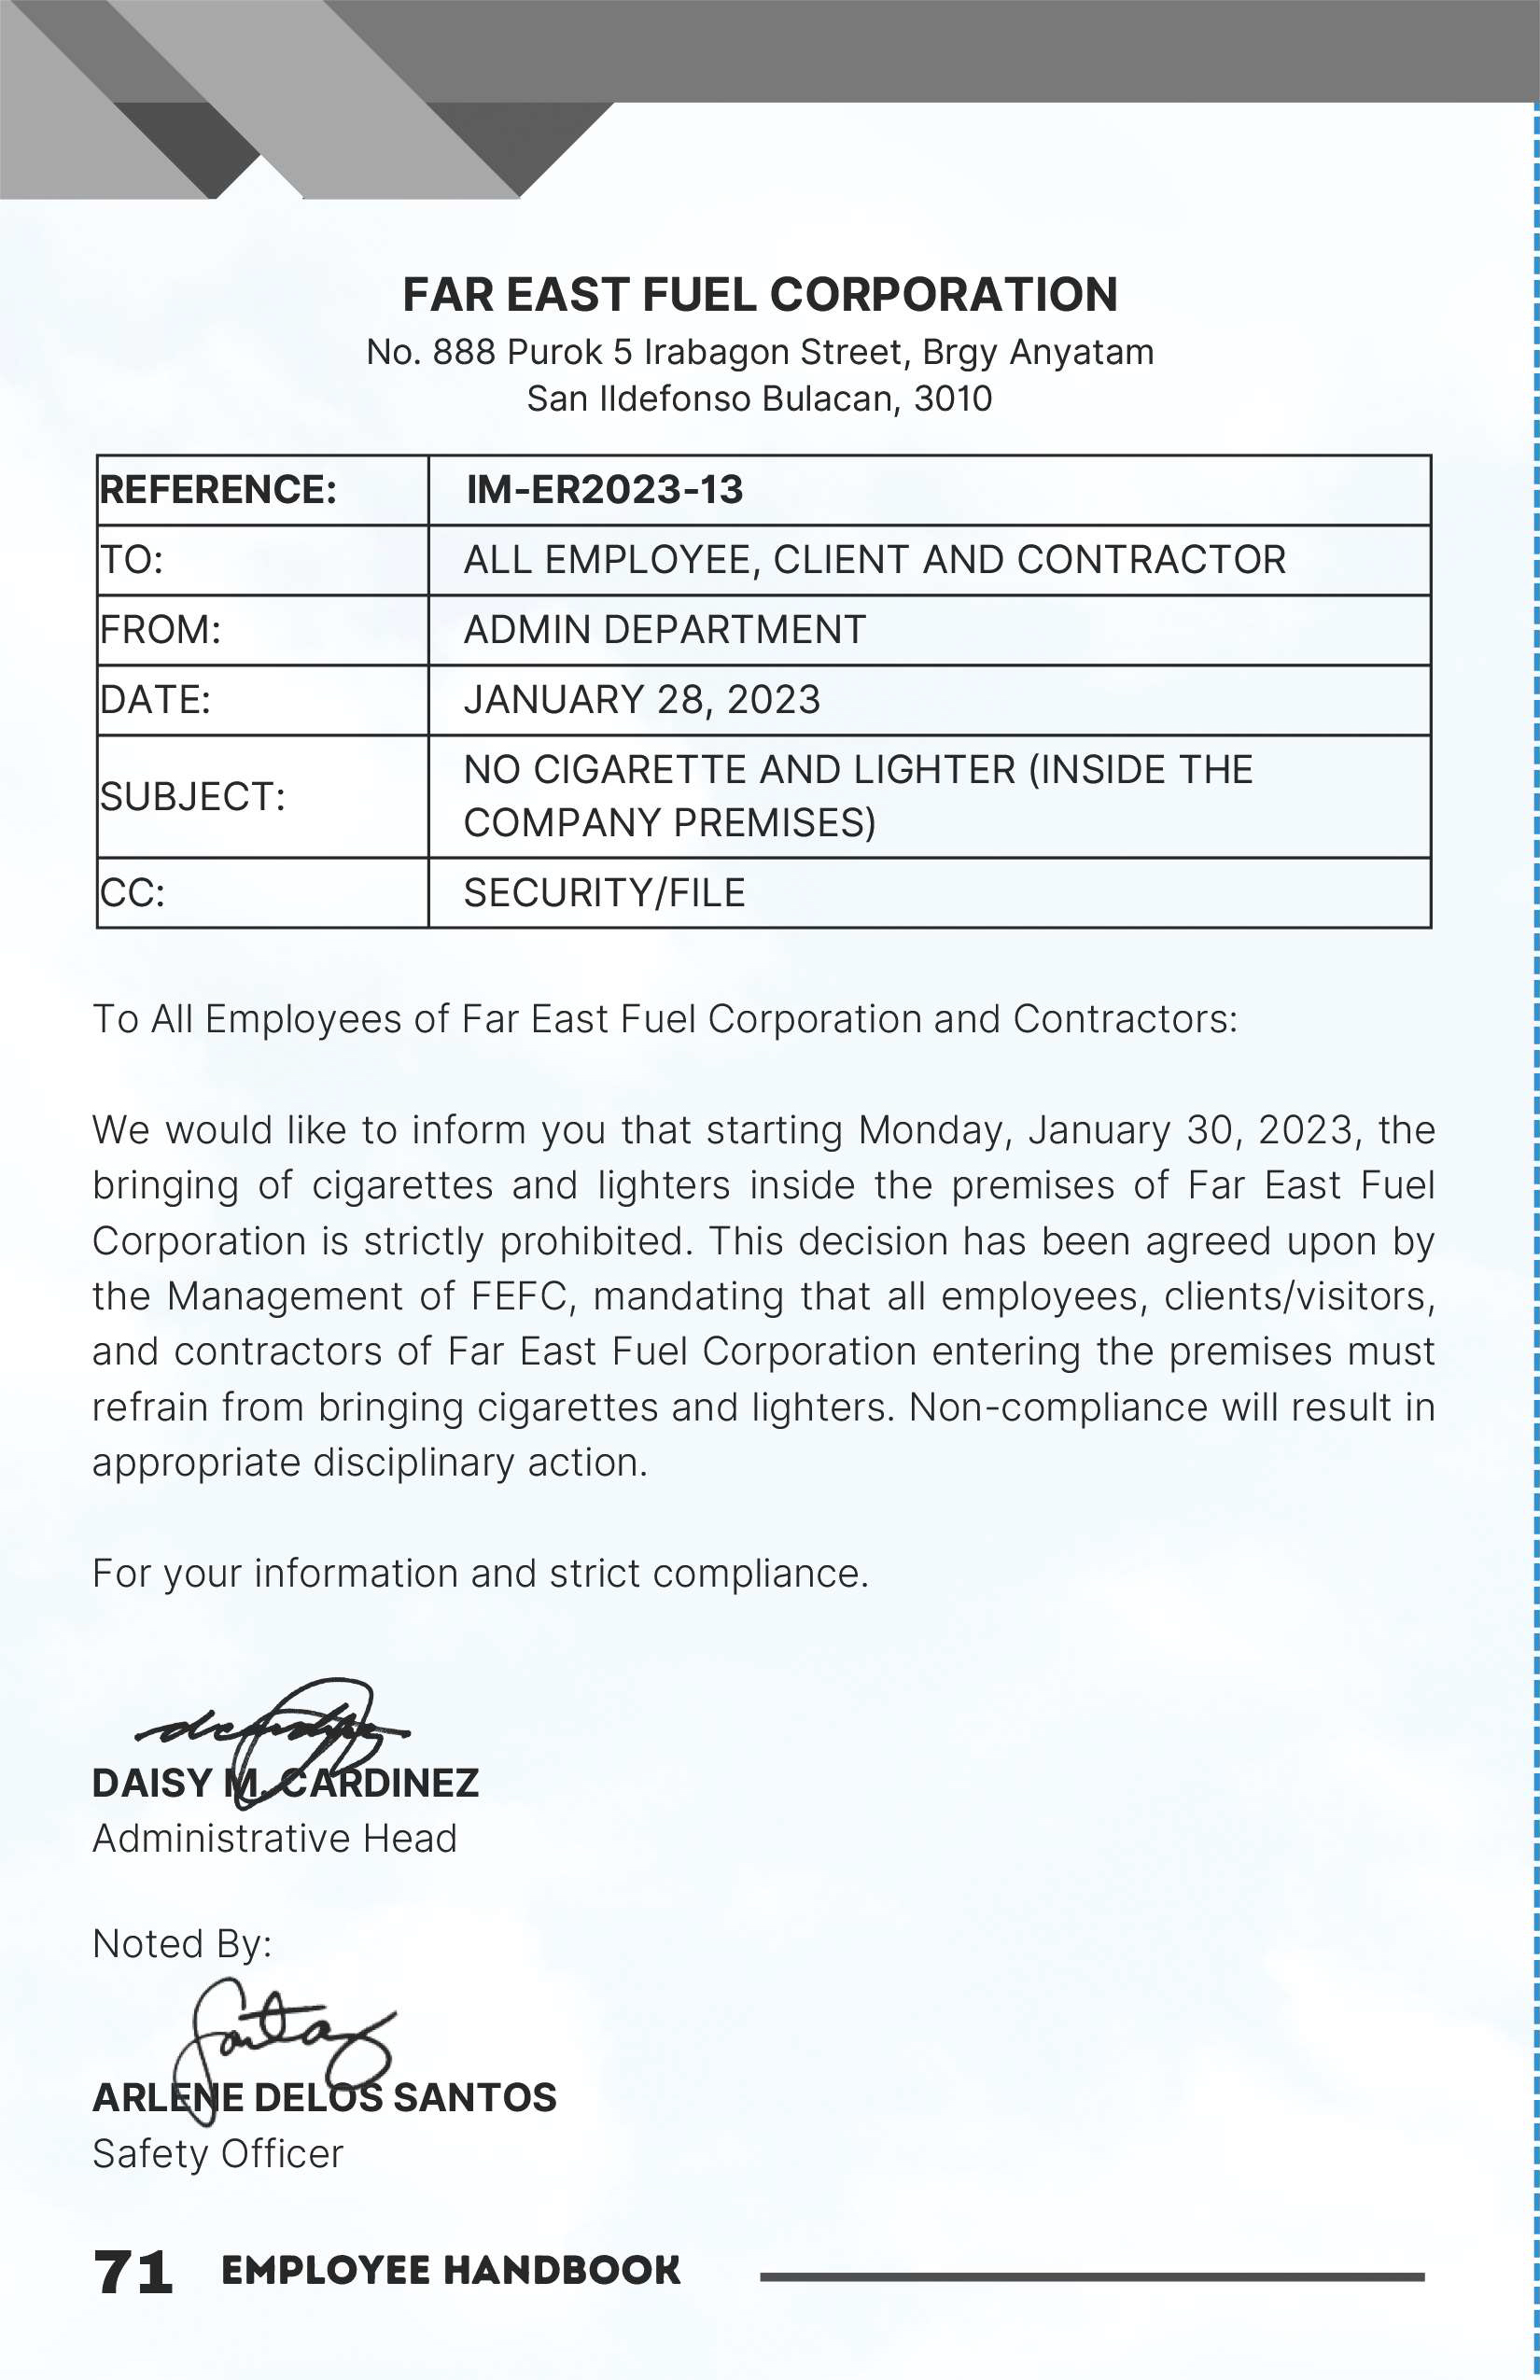 FAR EAST FUEL CORPORATION
No. 888 Purok 5 Irabagon Street, Brgy Anyatam
San Ildefonso Bulacan, 3010
REFERENCE: IM-ER2023-13
TO: ALL EMPLOYEE, CLIENT AND CONTRACTOR
FROM: ADMIN DEPARTMENT
DATE: JANUARY 28, 2023
SUBJECT: NO CIGARETTE AND LIGHTER (INSIDE THE
COMPANY PREMISES)
CC: SECURITY/FILE
To All Employees of Far East Fuel Corporation and Contractors:
We would like to inform you that starting Monday, January 30, 2023, the
bringing of cigarettes and lighters inside the premises of Far East Fuel
Corporation is strictly prohibited. This decision has been agreed upon by
the Management of FEFC, mandating that all employees, clients/visitors,
and contractors of Far East Fuel Corporation entering the premises must
refrain from bringing cigarettes and lighters. Non-compliance will result in
appropriate disciplinary action.
For your information and strict compliance.
DAISY M. CARDINEZ
Administrative Head
Noted By:
ARLENE DELOS SANTOS
Safety Officer
71 EMPLOYEE HANDBOOK